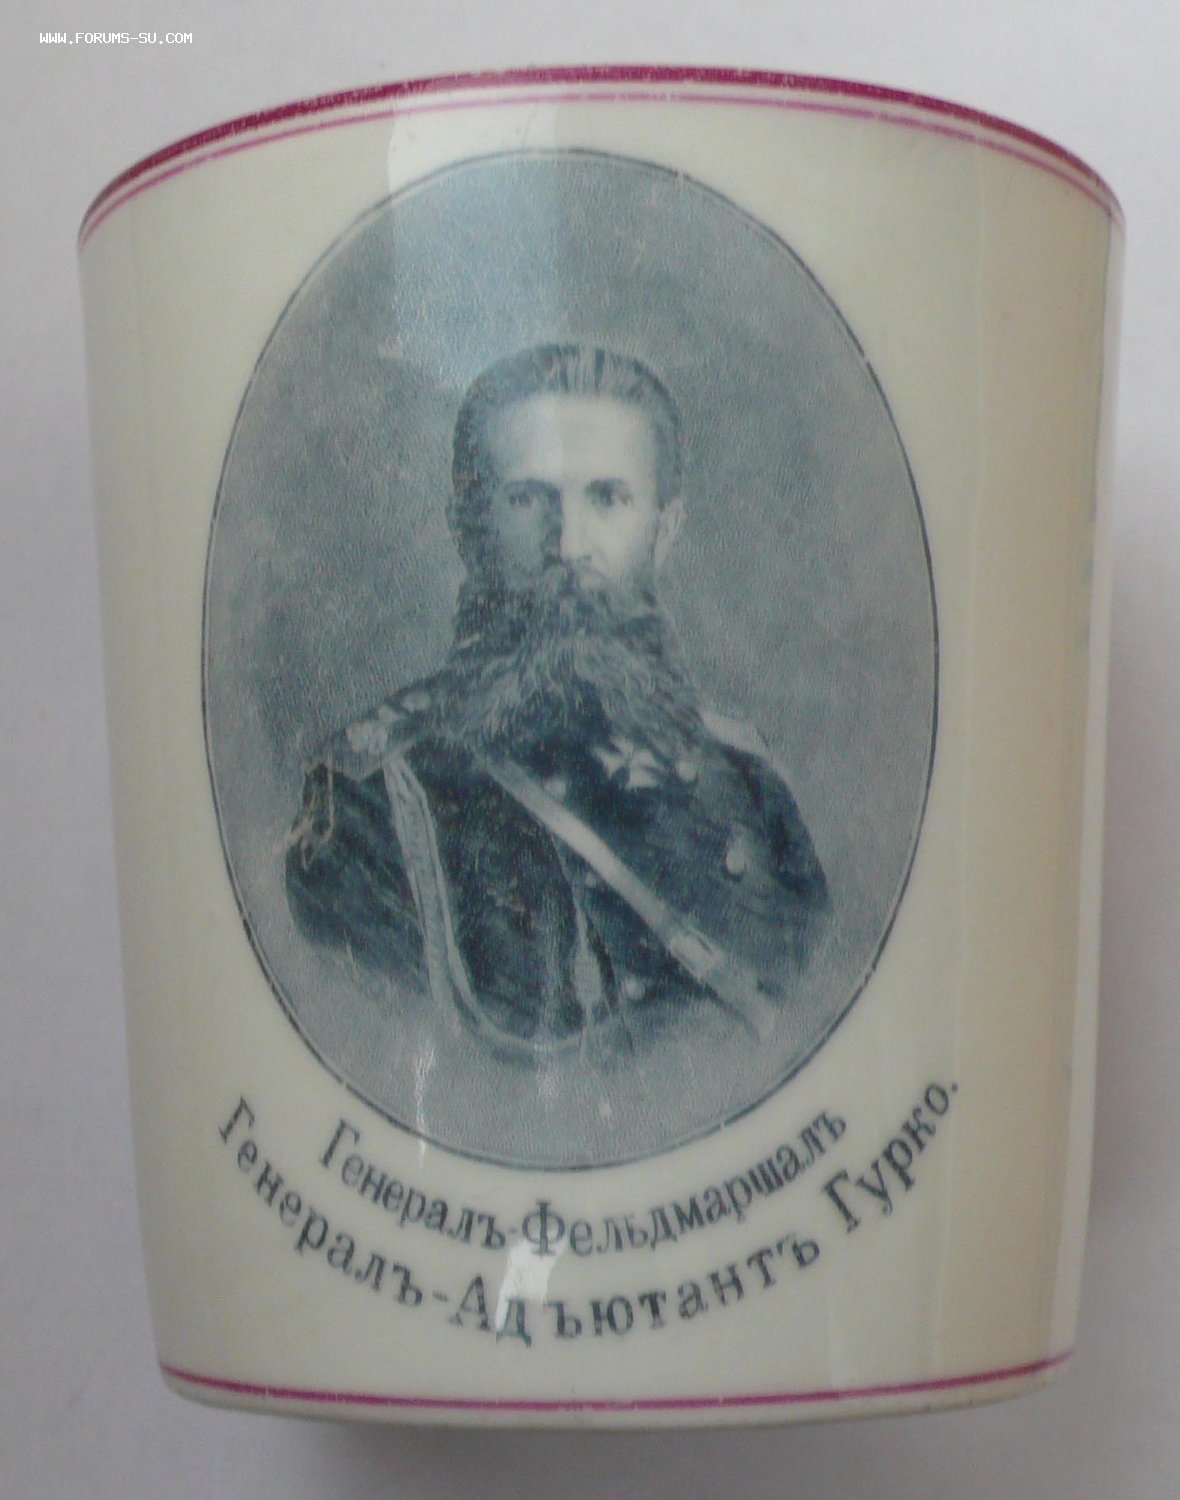 WWW.FORUMS-SU.COM
Генералъ-Фельдмаршалъ
Генералъ-Адъютантъ Гурко.